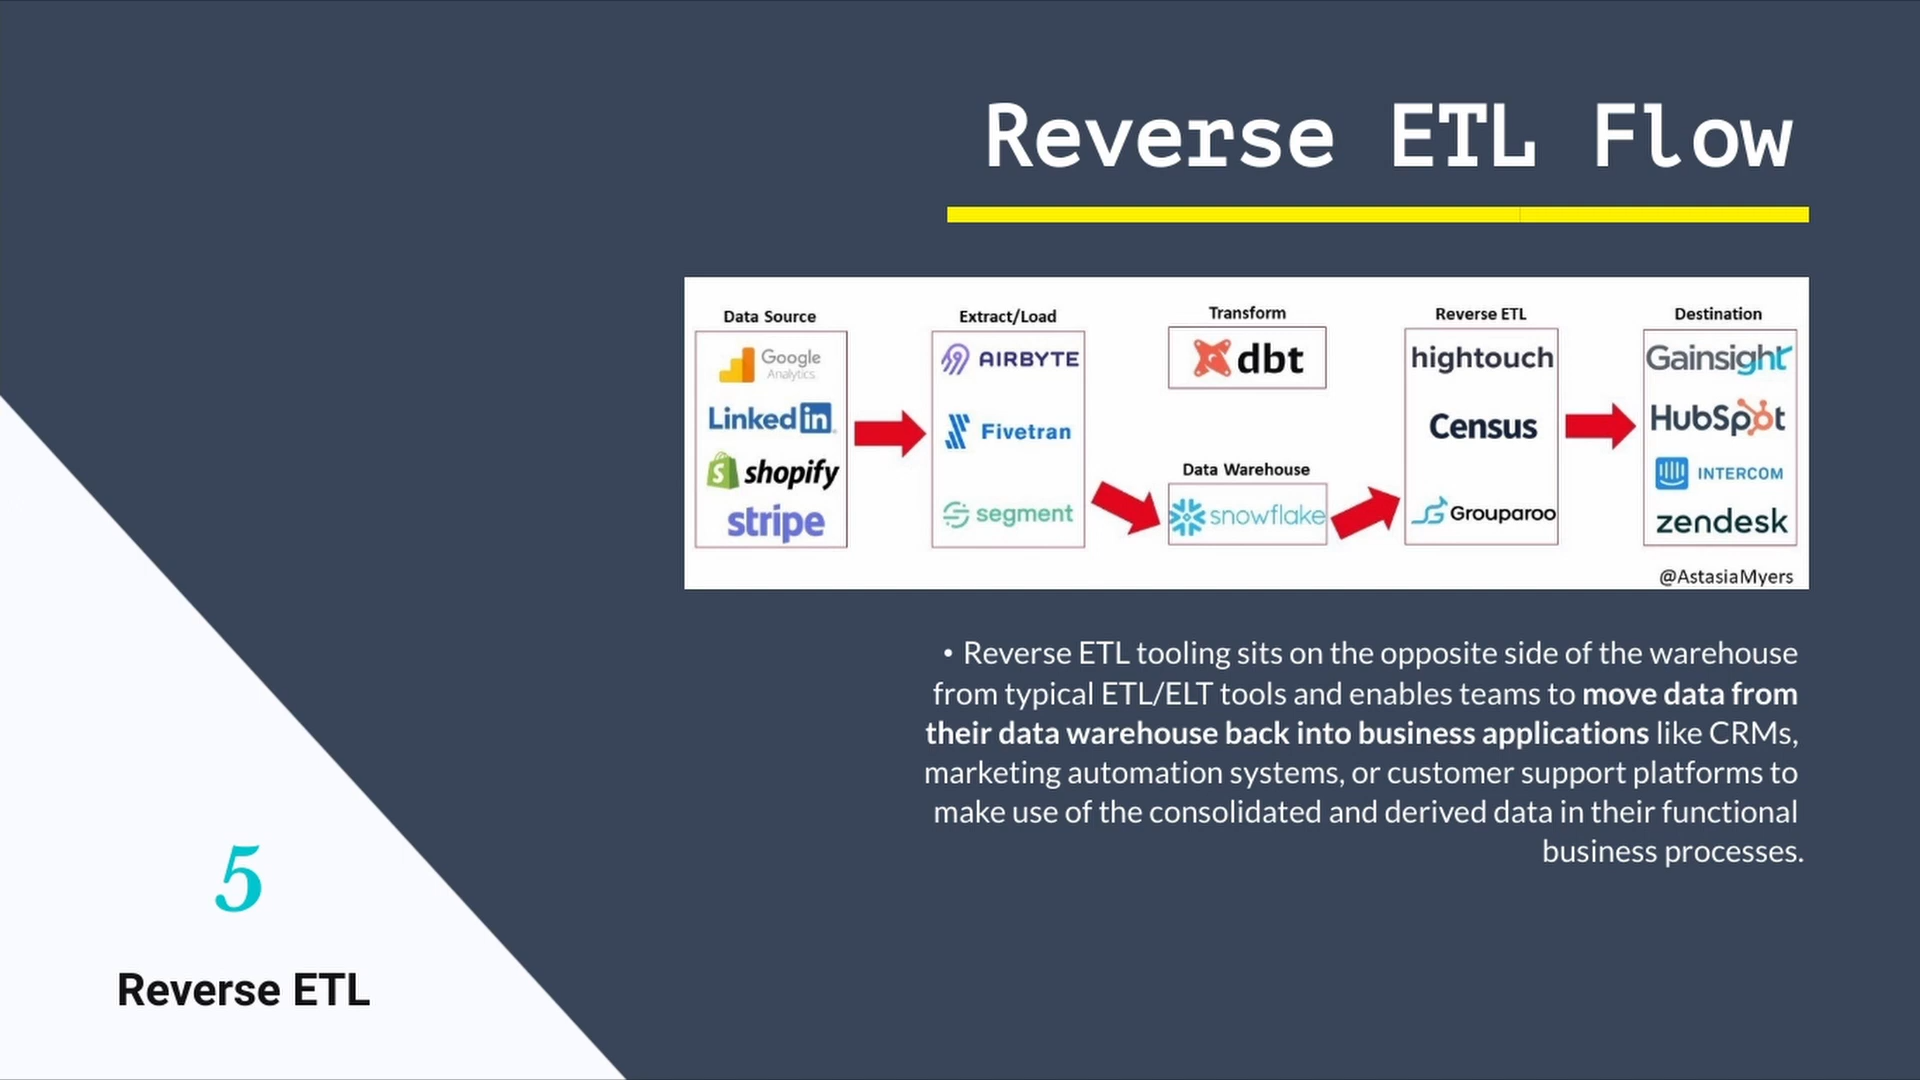 Reverse ETL Flow
Data Source
Google
Analytics
Linkedin
shopify
stripe
Extract/Load
AIRBYTE
Fivetran
segment
Transform
dbt
Data Warehouse
snowflake
Reverse ETL
hightouch
Census
Grouparoo
Destination
Gainsight
HubSpot
INTERCOM
zendesk
@AstasiaMyers
• Reverse ETL tooling sits on the opposite side of the warehouse
from typical ETL/ELT tools and enables teams to move data from
their data warehouse back into business applications like CRMs,
marketing automation systems, or customer support platforms to
make use of the consolidated and derived data in their functional
business processes.
5
Reverse ETL